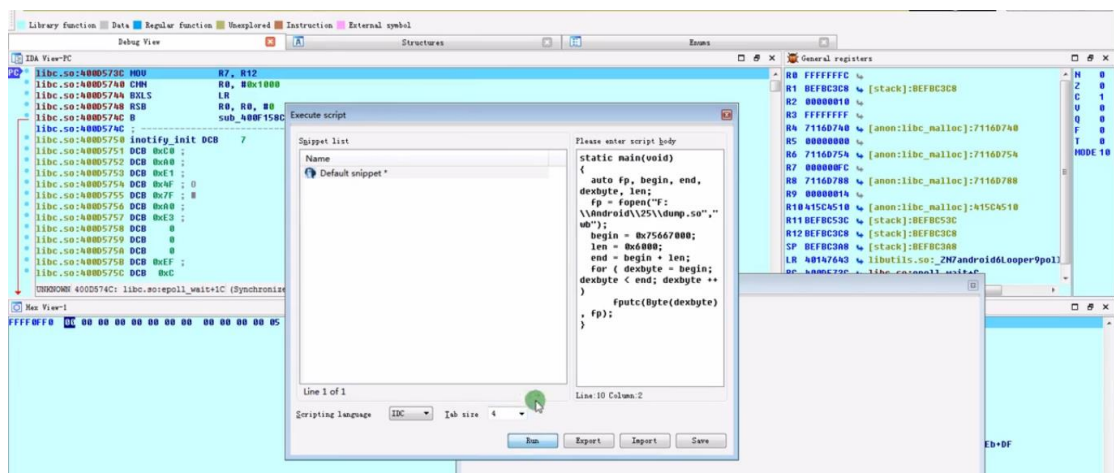 Library function Data Regular function Unexplored Instruction External symbol
Debug View Structures Enums
IDA View-PC
libc.so:400D573C MOV R7, R12
libc.so:400D5740 CMN R0, #0x1000
libc.so:400D5744 BXLS LR
libc.so:400D5748 RSB R0, R0, #0
libc.so:400D574C B sub_400F158C
libc.so:400D574C ;
libc.so:400D5750 inotify_init DCB 7
libc.so:400D5751 DCB 0xC0 ;
libc.so:400D5752 DCB 0xA0 ;
libc.so:400D5753 DCB 0xE1 ;
libc.so:400D5754 DCB 0x4F ; O
libc.so:400D5755 DCB 0x7F ;
libc.so:400D5756 DCB 0xA0 ;
libc.so:400D5757 DCB 0xE3 ;
libc.so:400D5758 DCB 0
libc.so:400D5759 DCB 0
libc.so:400D575A DCB 0
libc.so:400D575B DCB 0xEF ;
libc.so:400D575C DCB 0xC
UNKNOWN 400D574C: libc.so:epoll_wait+1C (Synchronize
Hex View-1
FFFF0FF0 00 00 00 00 00 00 00 00 00 00 00 05
Execute script
Snippet list
Name
Default snippet *
Line 1 of 1
Scripting language IDC Tab size 4
Please enter script body
static main(void)
{
auto fp, begin, end,
dexbyte, len;
fp = fopen("F:
\\Android\\25\\dump.so","
wb");
begin = 0x75667000;
len = 0x6000;
end = begin + len;
for ( dexbyte = begin;
dexbyte < end; dexbyte ++
)
fputc(Byte(dexbyte)
, fp);
}
Line:10 Column:2
Run Export Import Save
General registers
R0 FFFFFFFC
R1 BEFBC3C8 [stack]:BEFBC3C8
R2 00000010
R3 FFFFFFFF
R4 7116D740 [anon:libc_malloc]:7116D740
R5 00000000
R6 7116D754 [anon:libc_malloc]:7116D754
R7 000000FC
R8 7116D788 [anon:libc_malloc]:7116D788
R9 00000014
R10 415C4510 [anon:libc_malloc]:415C4510
R11 BEFBC53C [stack]:BEFBC53C
R12 BEFBC3C8 [stack]:BEFBC3C8
SP BEFBC3A8 [stack]:BEFBC3A8
LR 40147643 libutils.so:_ZN7android6Looper9poll
PC 400D573C libc.so:epoll_wait+C
N 0
Z 0
C 1
V 0
Q 0
F 0
T 0
MODE 10
Eb+DF